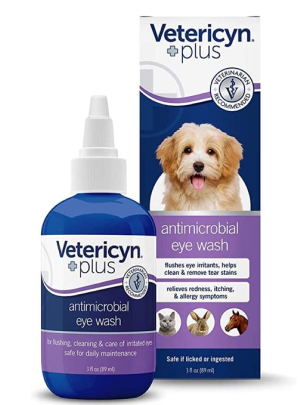 Vetericyn®
plus
VETERINARIAN
RECOMMENDED
antimicrobial
eye wash
flushes eye irritants, helps
clean & remove tear stains
relieves redness, itching,
& allergy symptoms
Safe if licked or ingested
3 fl oz (89 ml)
Vetericyn®
plus
VETERINARIAN
RECOMMENDED
antimicrobial
eye wash
for flushing, cleaning & care of irritated eyes
safe for daily maintenance
3 fl oz (89 ml)